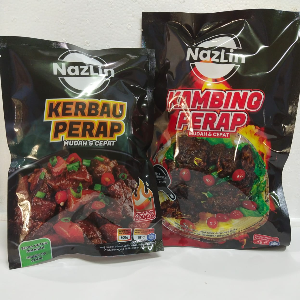 NazLin
KERBAU
PERAP
MUDAH & CEPAT
NazLin
KAMBING
PERAP
MUDAH & CEPAT